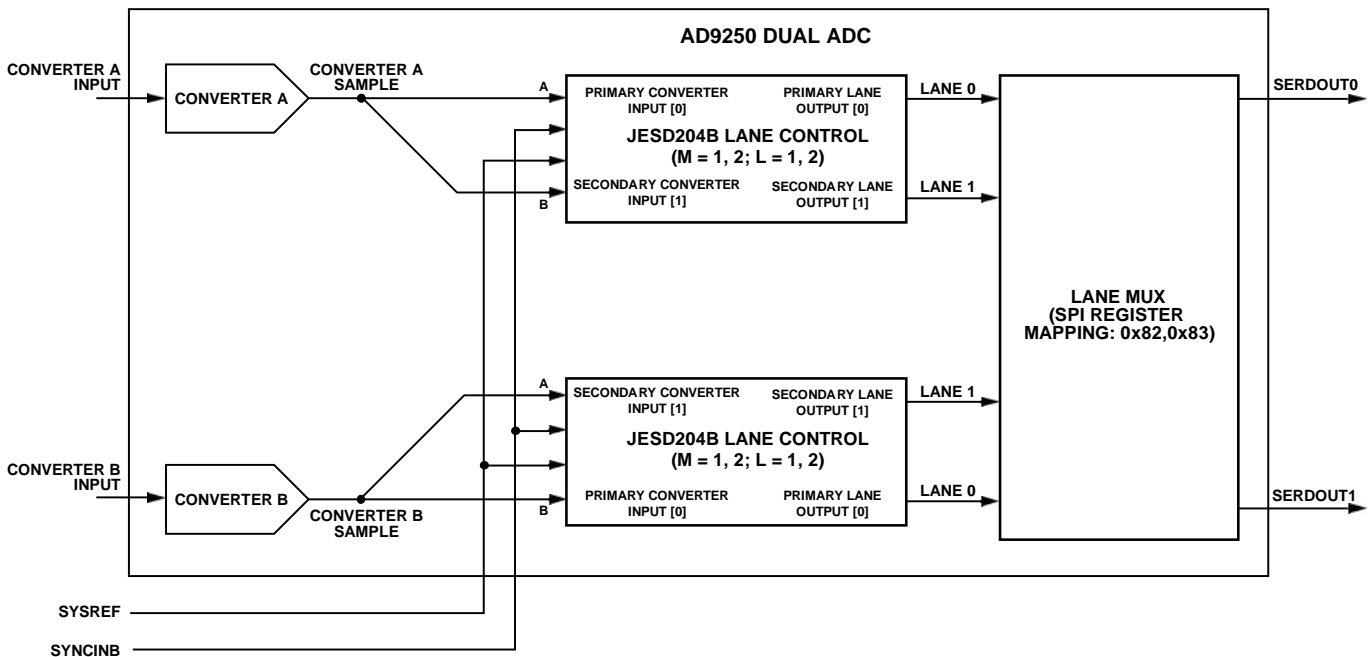 AD9250 DUAL ADC
CONVERTER A
INPUT
CONVERTER A
CONVERTER A
SAMPLE
A
PRIMARY CONVERTER
INPUT [0]
PRIMARY LANE
OUTPUT [0]
JESD204B LANE CONTROL
(M = 1, 2; L = 1, 2)
SECONDARY CONVERTER
INPUT [1]
SECONDARY LANE
OUTPUT [1]
B
LANE 0
LANE 1
SERDOUT0
LANE MUX
(SPI REGISTER
MAPPING: 0x82,0x83)
CONVERTER B
INPUT
CONVERTER B
CONVERTER B
SAMPLE
A
SECONDARY CONVERTER
INPUT [1]
SECONDARY LANE
OUTPUT [1]
JESD204B LANE CONTROL
(M = 1, 2; L = 1, 2)
PRIMARY CONVERTER
INPUT [0]
PRIMARY LANE
OUTPUT [0]
B
LANE 1
LANE 0
SERDOUT1
SYSREF
SYNCINB